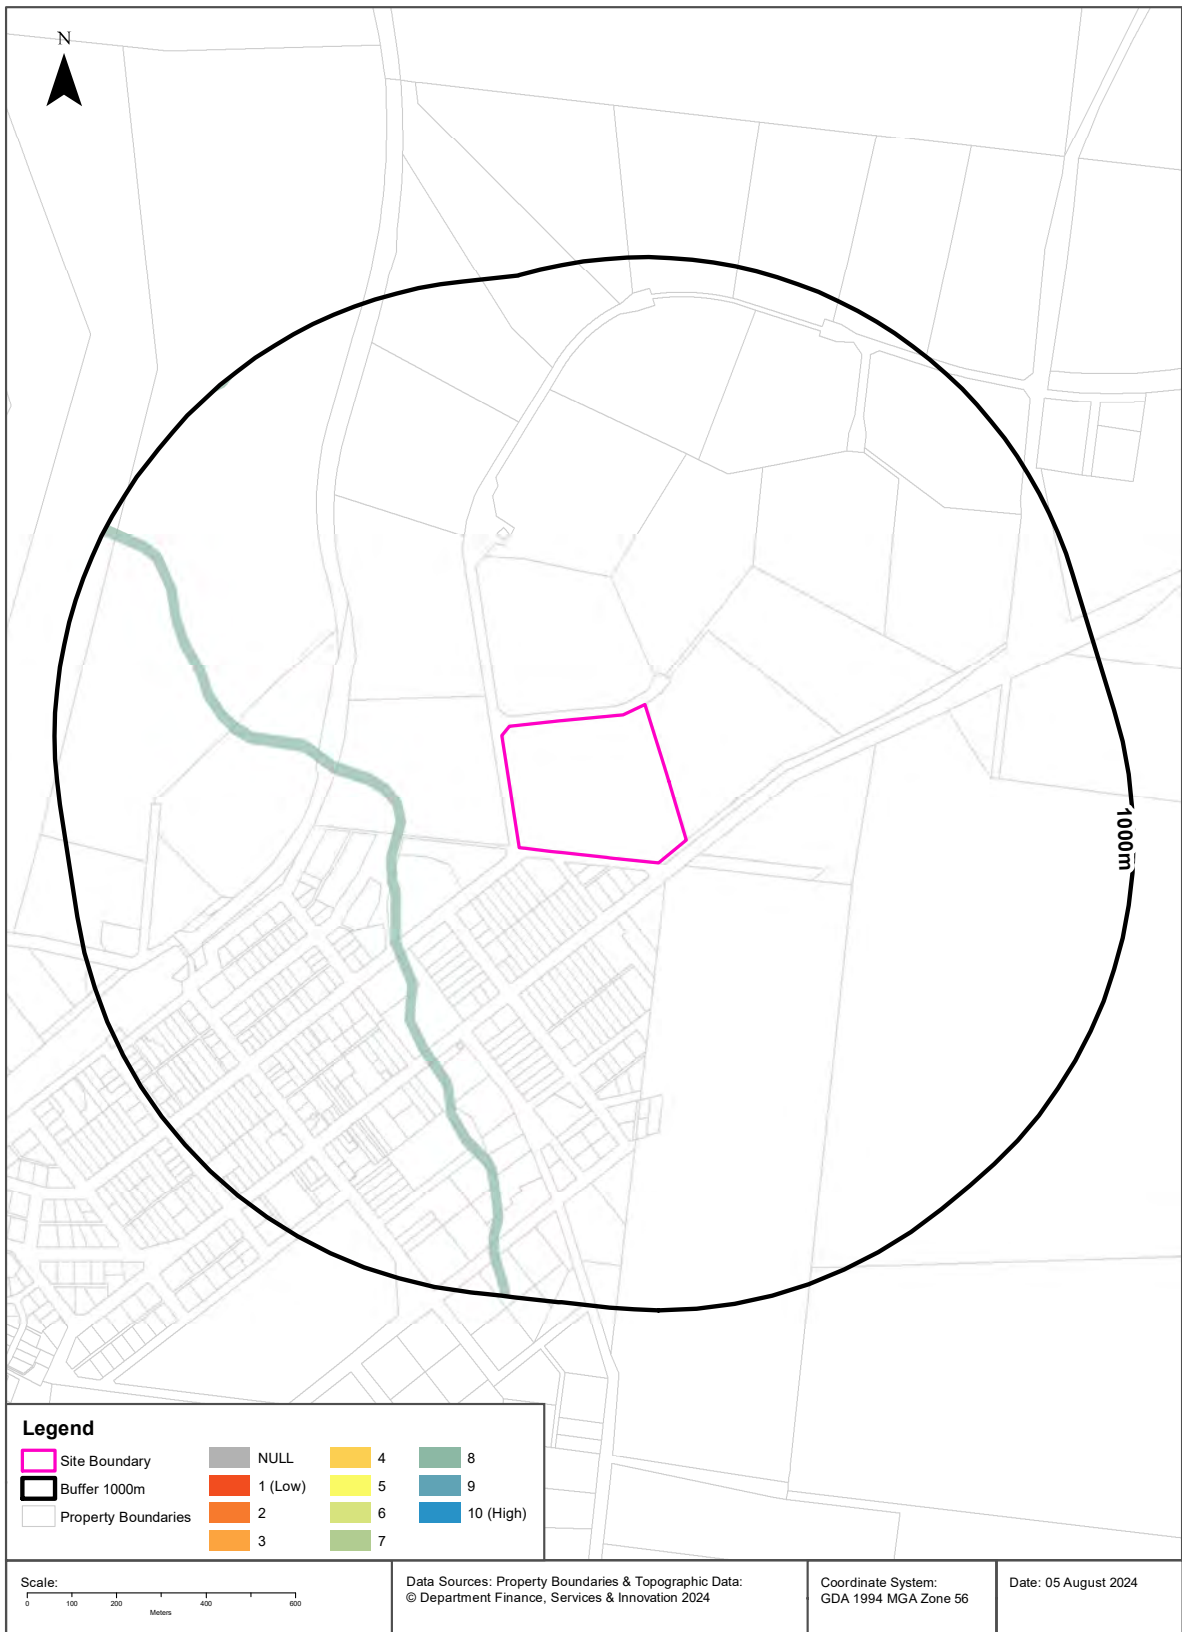 N
1000m
Legend
Site Boundary
Buffer 1000m
Property Boundaries
NULL
1 (Low)
2
3
4
5
6
7
8
9
10 (High)
Scale:
0 100 200 400 600
Meters
Data Sources: Property Boundaries & Topographic Data:
© Department Finance, Services & Innovation 2024
Coordinate System:
GDA 1994 MGA Zone 56
Date: 05 August 2024